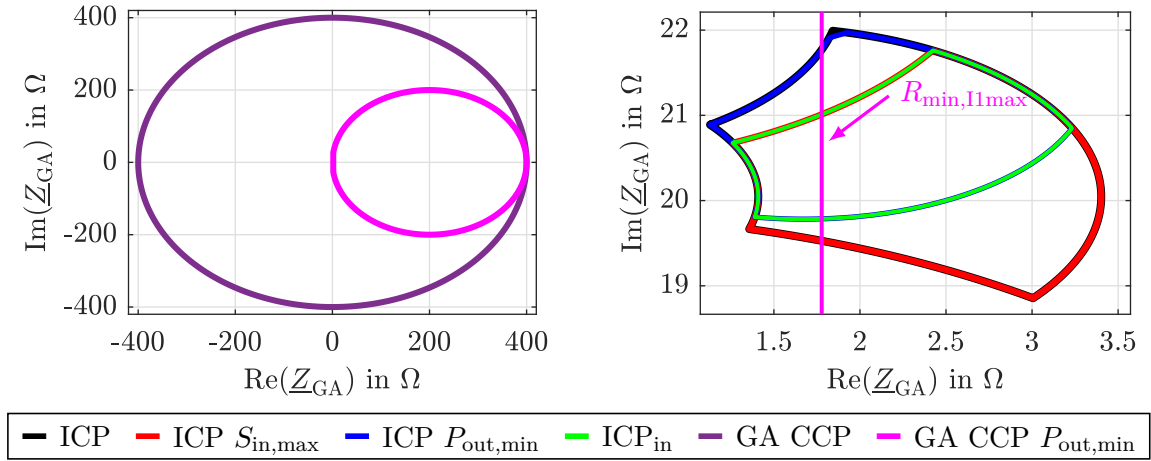 400
200
0
-200
-400
Im(Z_GA) in Ω
-400 -200 0 200 400
Re(Z_GA) in Ω
22
21
20
19
Im(Z_GA) in Ω
R_min,I1max
1.5 2 2.5 3 3.5
Re(Z_GA) in Ω
ICP ICP S_in,max ICP P_out,min ICP_in GA CCP GA CCP P_out,min